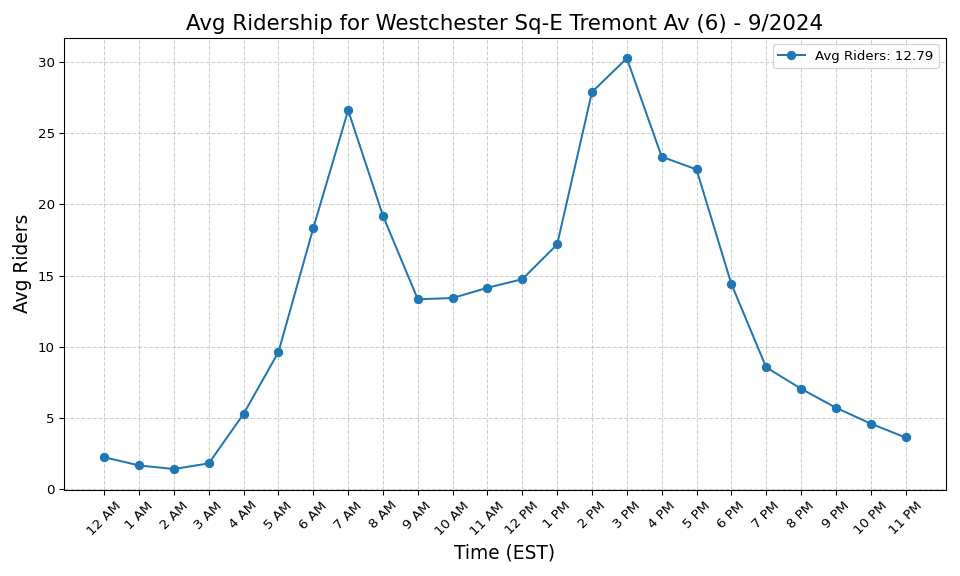 Avg Ridership for Westchester Sq-E Tremont Av (6) - 9/2024
Avg Riders: 12.79
Avg Riders
30
25
20
15
10
5
0
12 AM
1 AM
2 AM
3 AM
4 AM
5 AM
6 AM
7 AM
8 AM
9 AM
10 AM
11 AM
12 PM
1 PM
2 PM
3 PM
4 PM
5 PM
6 PM
7 PM
8 PM
9 PM
10 PM
11 PM
Time (EST)